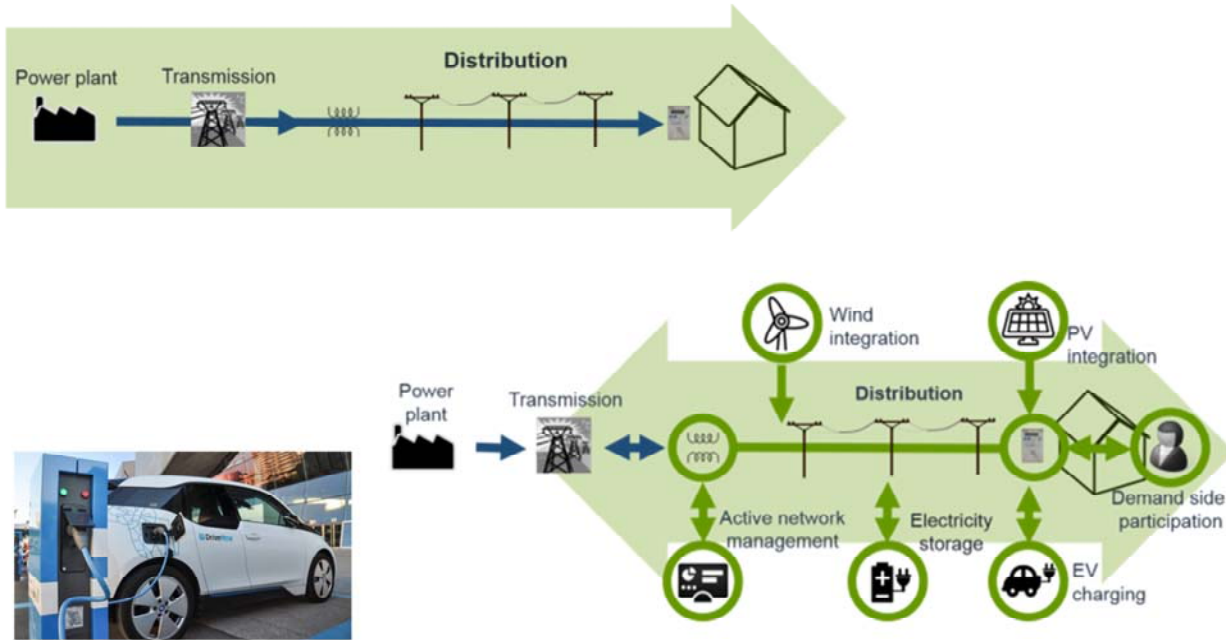 Distribution
Power plant
Transmission
Wind
integration
PV
integration
Power
plant
Transmission
Distribution
Active network
management
Electricity
storage
Demand side
participation
EV
charging
DriveNow